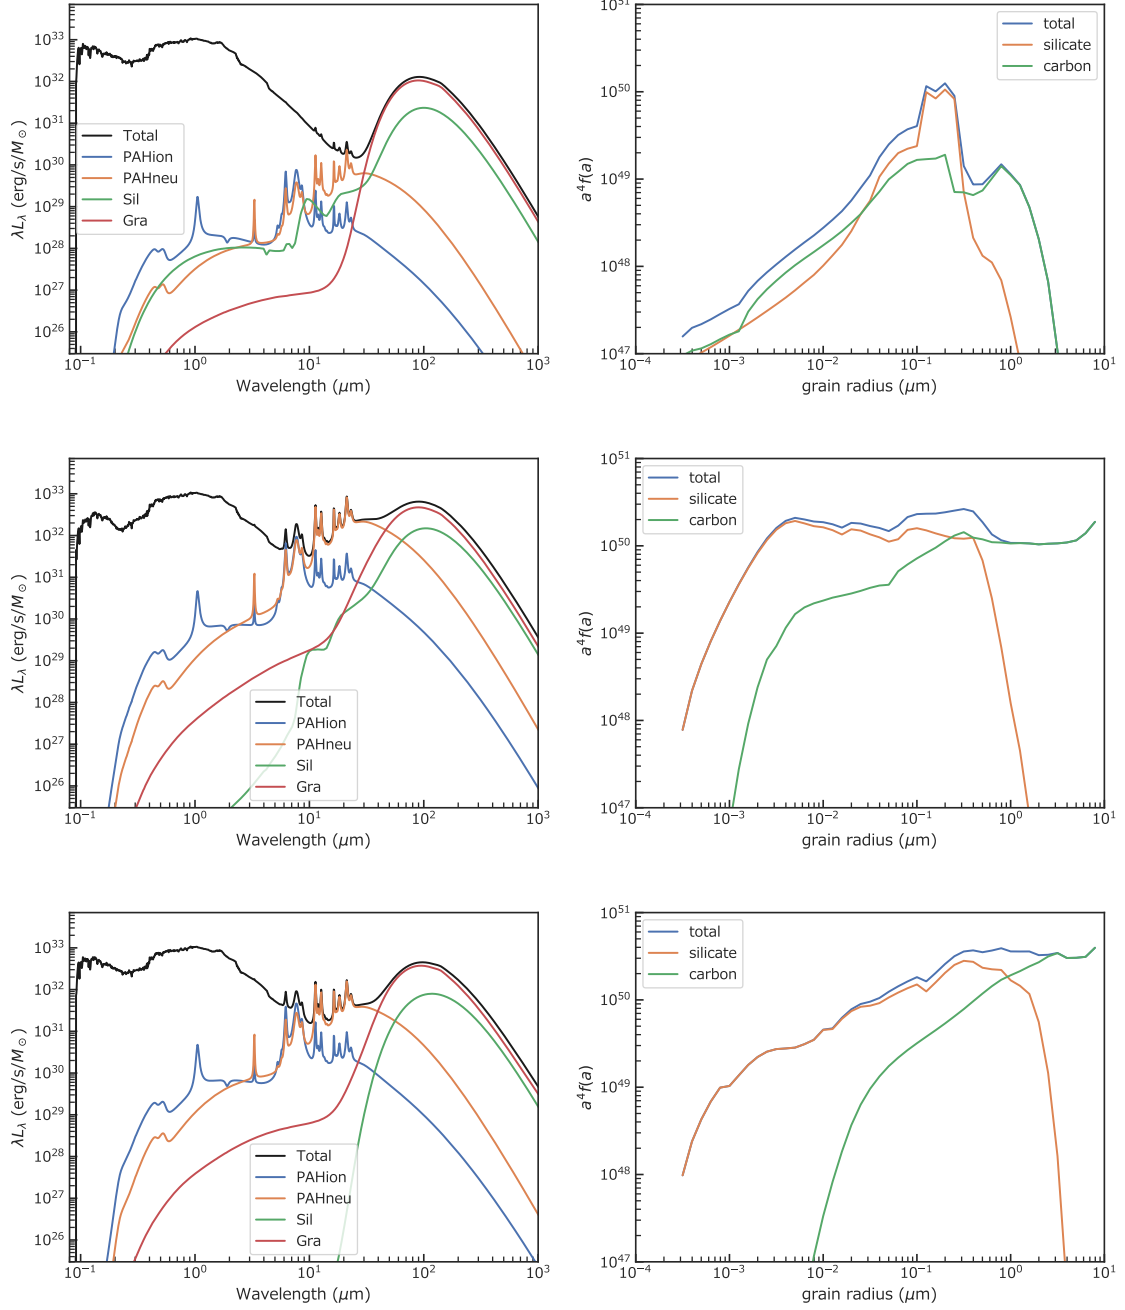 10^51
10^33
total
silicate
carbon
10^32
10^50
10^31
Total
PAHion
PAHneu
Sil
Gra
10^30
10^49
10^29
λL_λ (erg/s/M_⊙)
a^4 f(a)
10^28
10^48
10^27
10^26
10^47
10^−1 10^0 10^1 10^2 10^3
10^−4 10^−3 10^−2 10^−1 10^0 10^1
Wavelength (μm)
grain radius (μm)
10^51
10^33
total
silicate
carbon
10^32
10^50
10^31
10^30
10^49
10^29
λL_λ (erg/s/M_⊙)
a^4 f(a)
10^28
10^48
10^27
10^26
Total
PAHion
PAHneu
Sil
Gra
10^47
10^−1 10^0 10^1 10^2 10^3
10^−4 10^−3 10^−2 10^−1 10^0 10^1
Wavelength (μm)
grain radius (μm)
10^51
10^33
total
silicate
carbon
10^32
10^50
10^31
10^30
10^49
10^29
λL_λ (erg/s/M_⊙)
a^4 f(a)
10^28
10^48
10^27
10^26
Total
PAHion
PAHneu
Sil
Gra
10^47
10^−1 10^0 10^1 10^2 10^3
10^−4 10^−3 10^−2 10^−1 10^0 10^1
Wavelength (μm)
grain radius (μm)